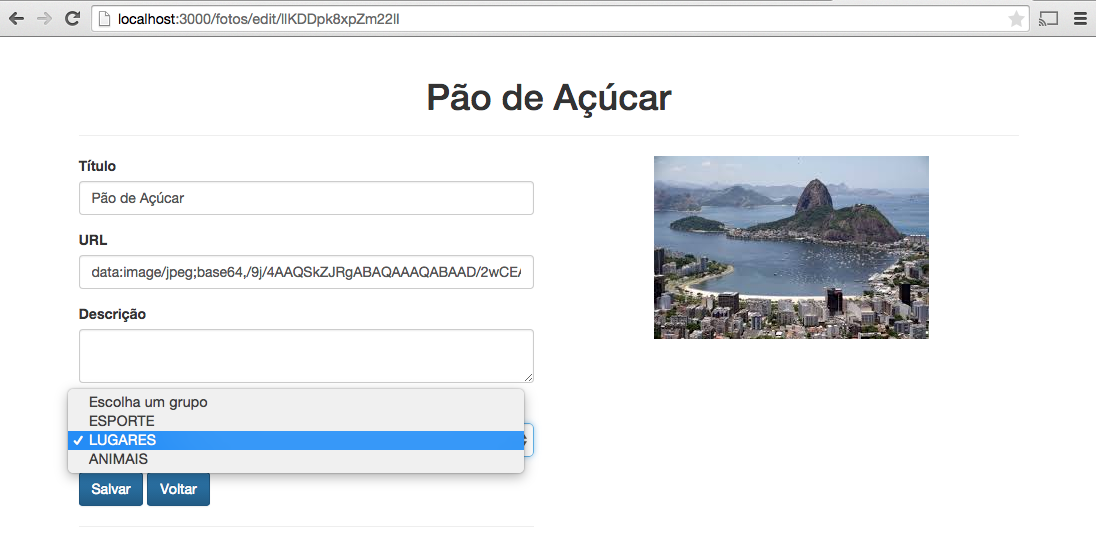 localhost:3000/fotos/edit/llKDDpk8xpZm22ll
Pão de Açúcar
Título
Pão de Açúcar
URL
data:image/jpeg;base64,/9j/4AAQSkZJRgABAQAAAQABAAD/2wCEA
Descrição
Escolha um grupo
ESPORTE
✓ LUGARES
ANIMAIS
Salvar Voltar